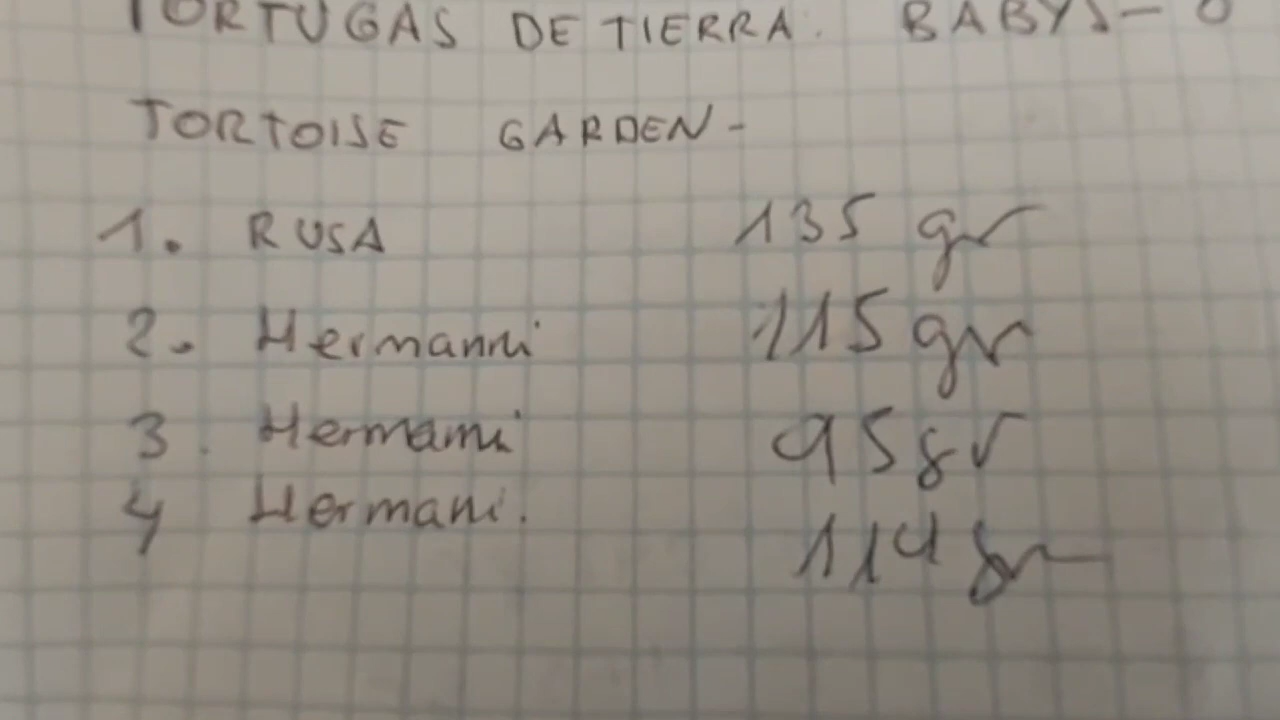 TORTUGAS DE TIERRA. BABYS-
TORTOISE GARDEN-
1. RUSA 135 gr
2. Hermanni 115 gr
3. Hermanni 95 gr
4 Hermani. 114 gr